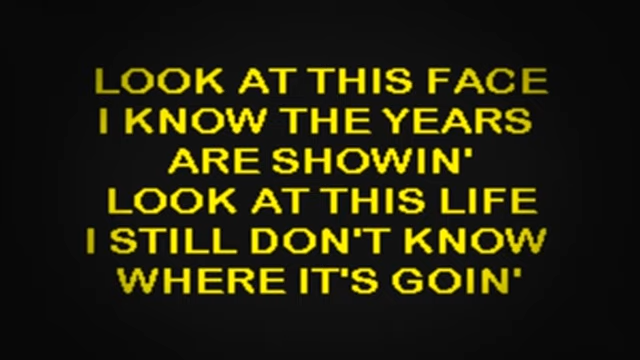 LOOK AT THIS FACE
I KNOW THE YEARS
ARE SHOWIN'
LOOK AT THIS LIFE
I STILL DON'T KNOW
WHERE IT'S GOIN'